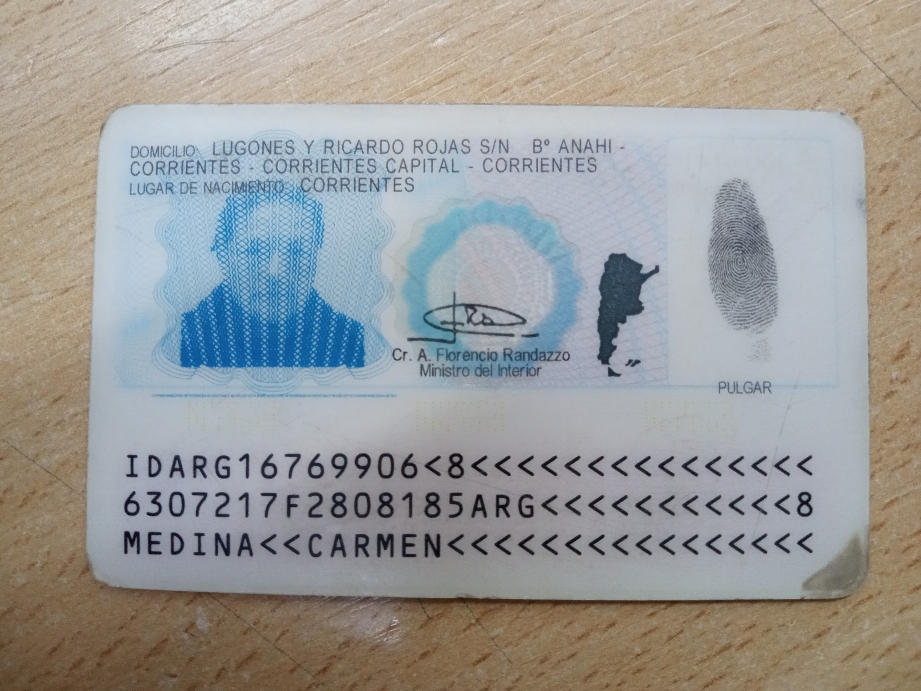 DOMICILIO: LUGONES Y RICARDO ROJAS S/N Bº ANAHI -
CORRIENTES - CORRIENTES CAPITAL - CORRIENTES
LUGAR DE NACIMIENTO: CORRIENTES
Cr. A. Florencio Randazzo
Ministro del Interior
PULGAR
IDARG16769906<8<<<<<<<<<<<<<<<
6307217F2808185ARG<<<<<<<<<<<8
MEDINA<<CARMEN<<<<<<<<<<<<<<<<